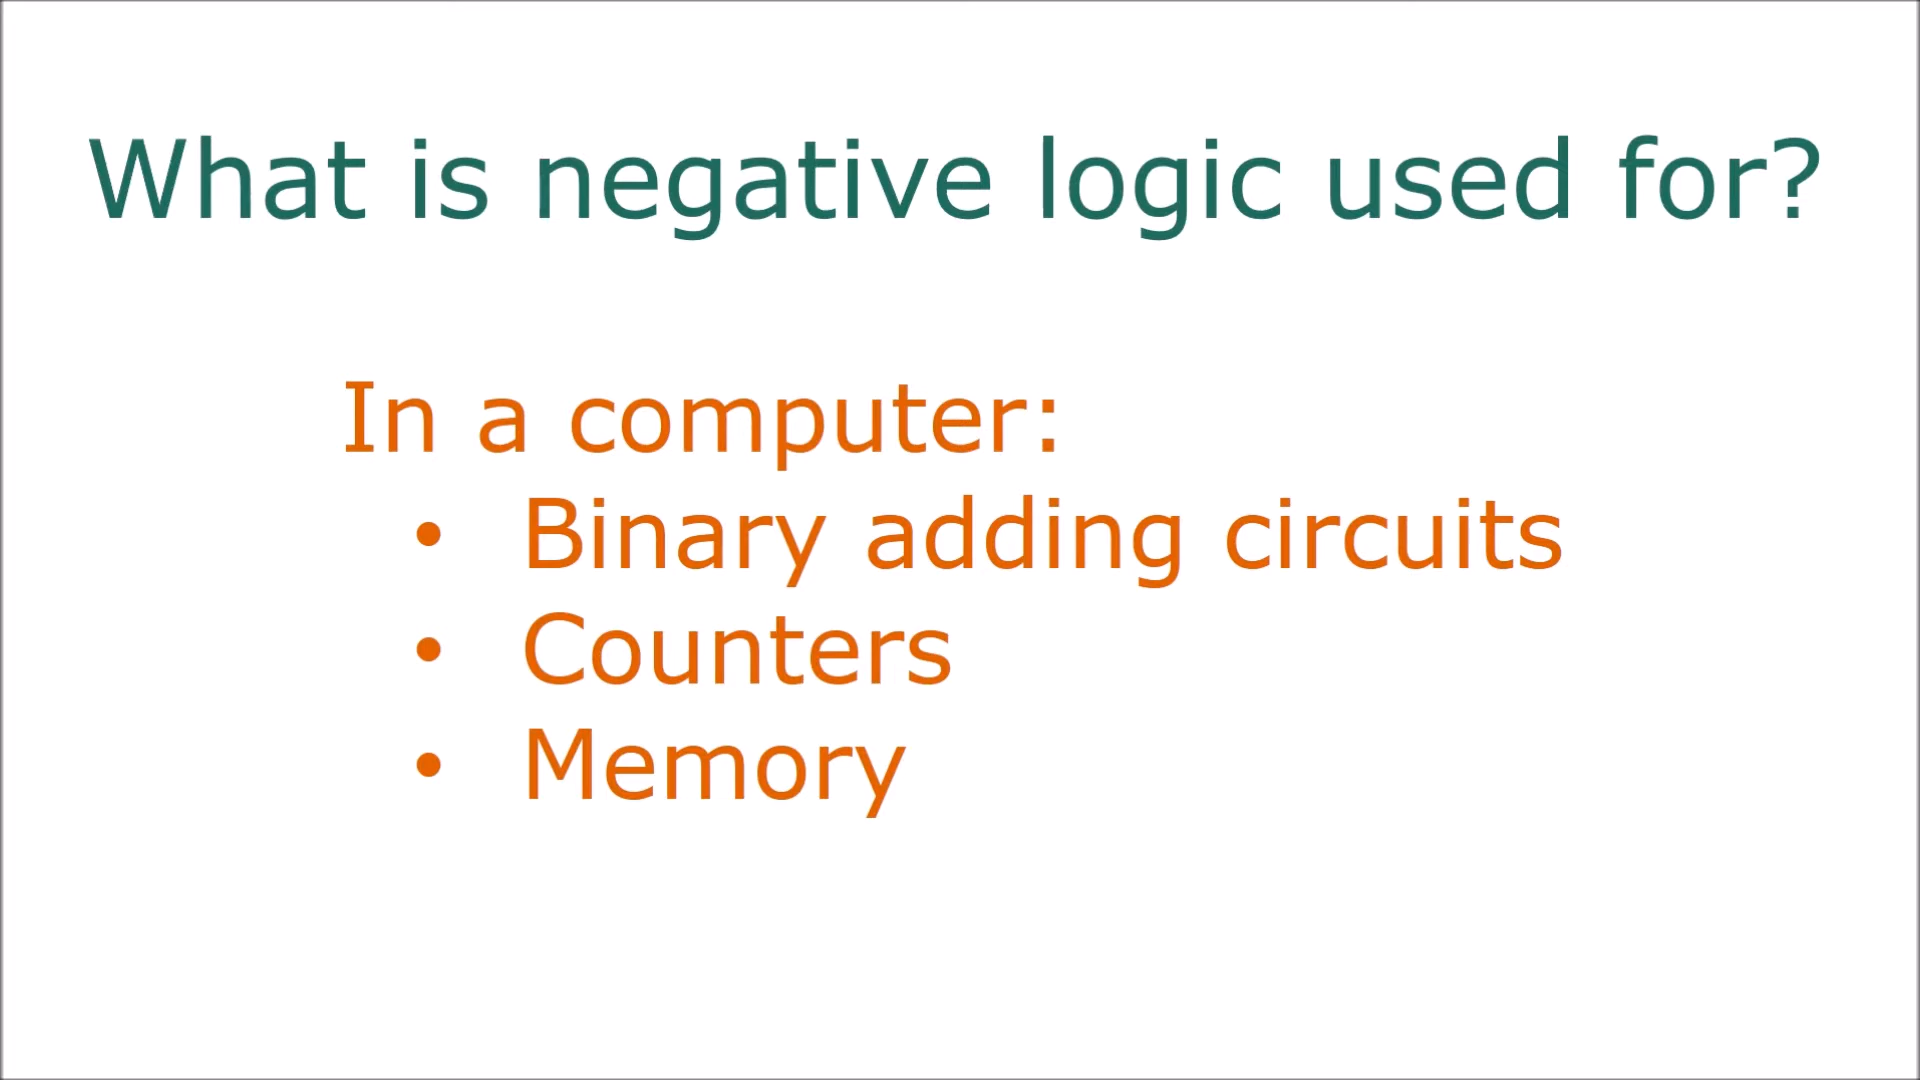 What is negative logic used for?
In a computer:
• Binary adding circuits
• Counters
• Memory